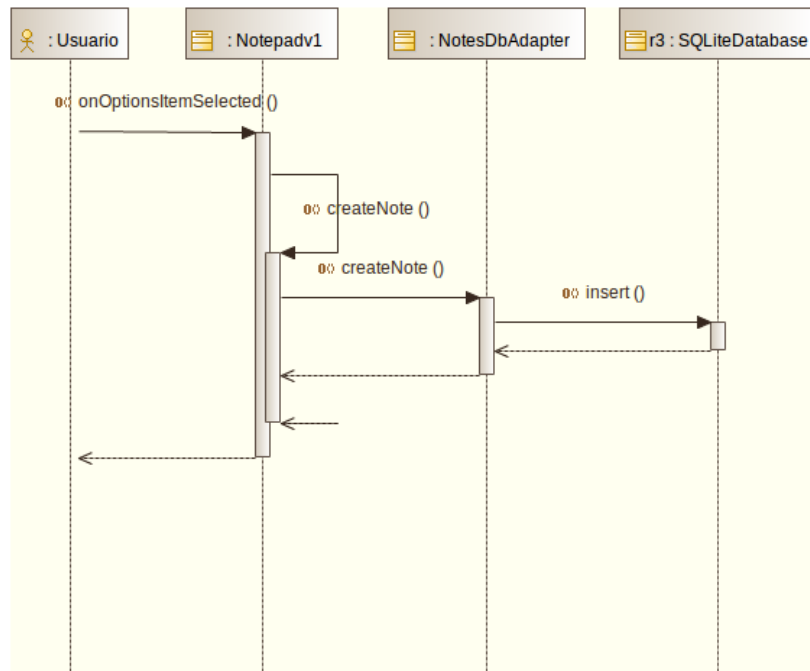 : Usuario
: Notepadv1
: NotesDbAdapter
r3 : SQLiteDatabase
onOptionsItemSelected ()
createNote ()
createNote ()
insert ()